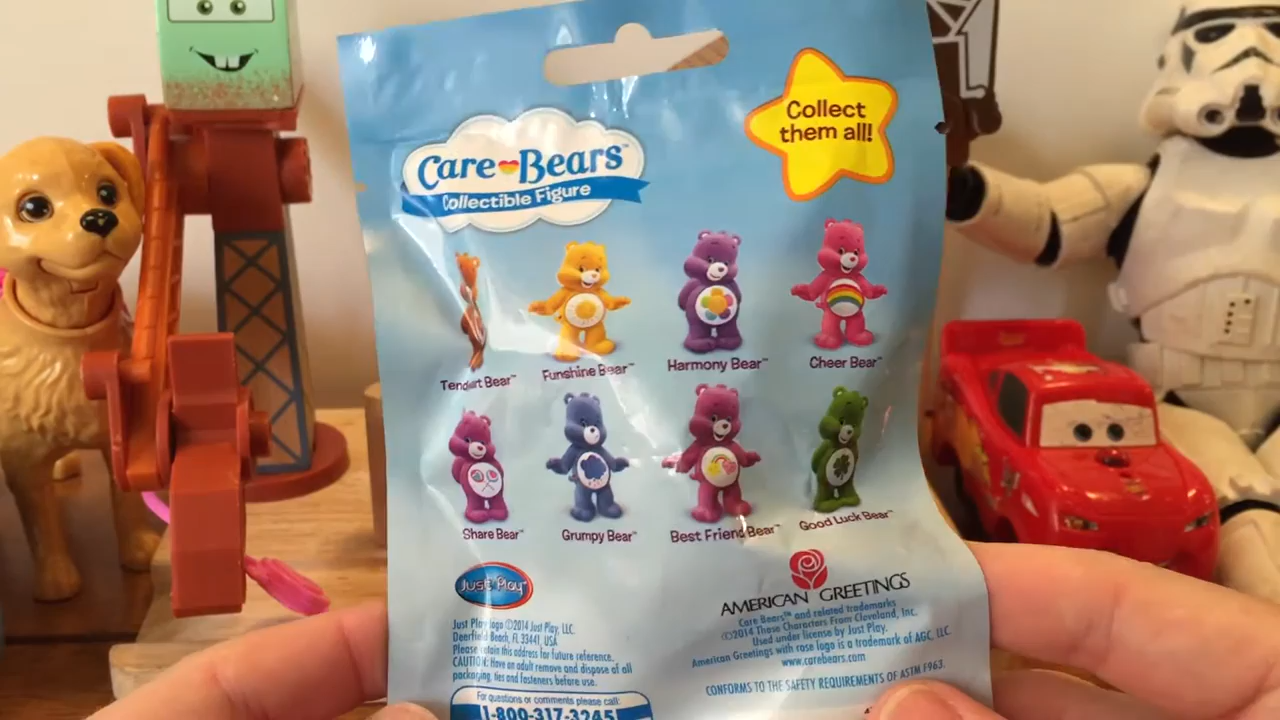 Collect
them all!
Care Bears™
Collectible Figure
Funshine Bear™
Harmony Bear™
Cheer Bear™
Share Bear™
Grumpy Bear™
Best Friend Bear™
Good Luck Bear™
Just Play™
Just Play logo ©2014 Just Play, LLC.
Deerfield Beach, FL 33441, USA
Please retain this address for future reference.
CAUTION: Have an adult remove and dispose of all
packaging, ties and fasteners before use.
For questions or comments please call:
1-800-317-3245
AMERICAN GREETINGS
Care Bears™ and related trademarks
©2014 Those Characters From Cleveland, Inc.
Used under license by Just Play.
American Greetings with rose logo is a trademark of AGC, LLC.
www.carebears.com
CONFORMS TO THE SAFETY REQUIREMENTS OF ASTM F963.